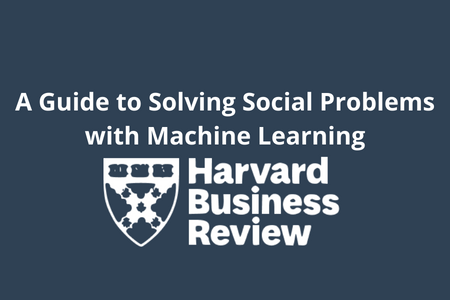 A Guide to Solving Social Problems
with Machine Learning
Harvard
Business
Review